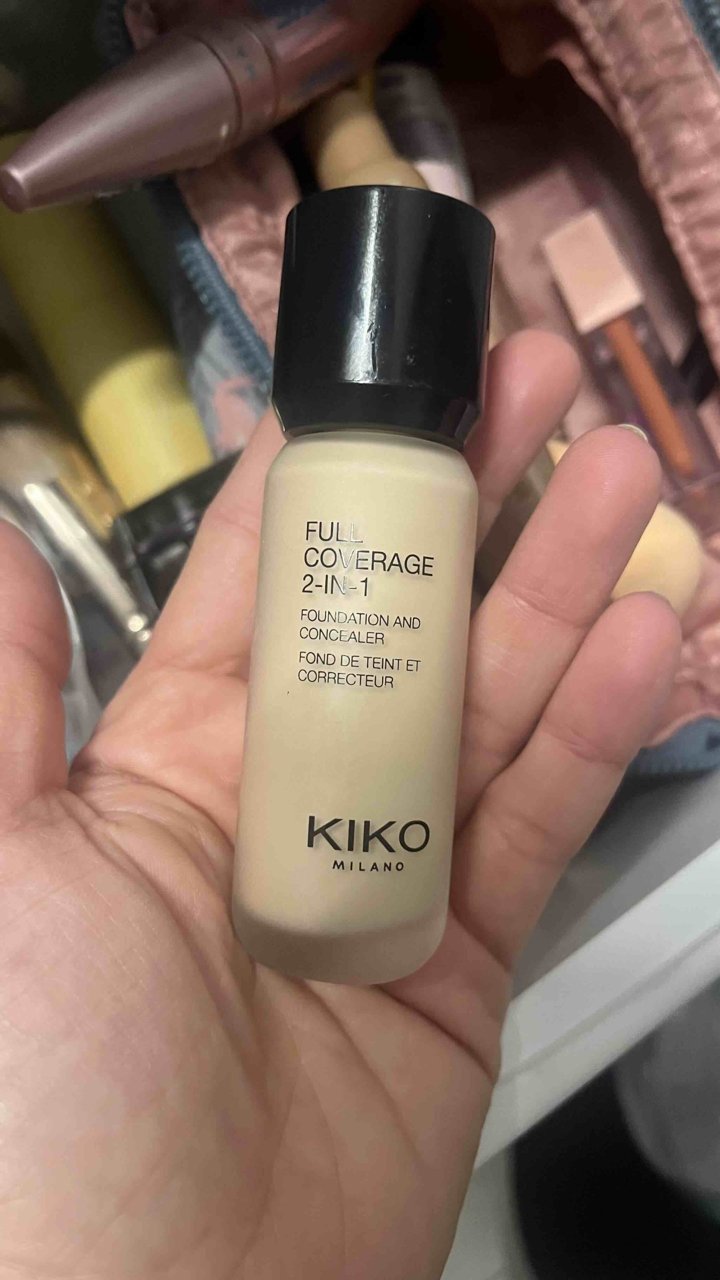 FULL
COVERAGE
2-IN-1
FOUNDATION AND
CONCEALER
FOND DE TEINT ET
CORRECTEUR
KIKO
MILANO